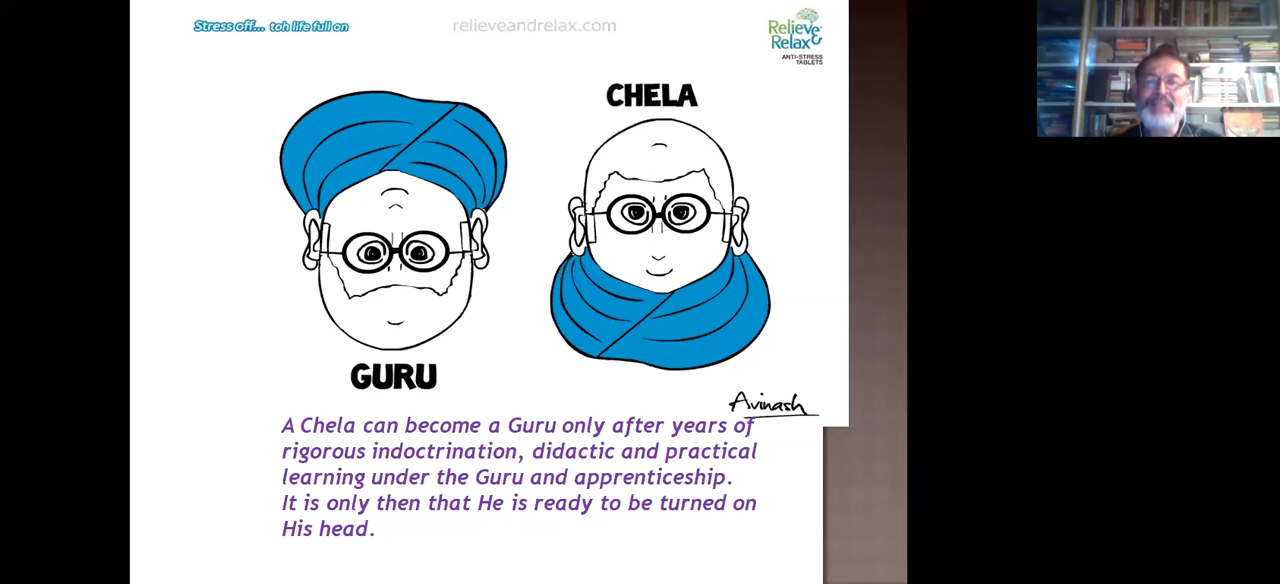 Stress off... toh life full on
relieveandrelax.com
Relieve &
Relax
ANTI-STRESS
TABLETS
CHELA
GURU
Avinash
A Chela can become a Guru only after years of
rigorous indoctrination, didactic and practical
learning under the Guru and apprenticeship.
It is only then that He is ready to be turned on
His head.